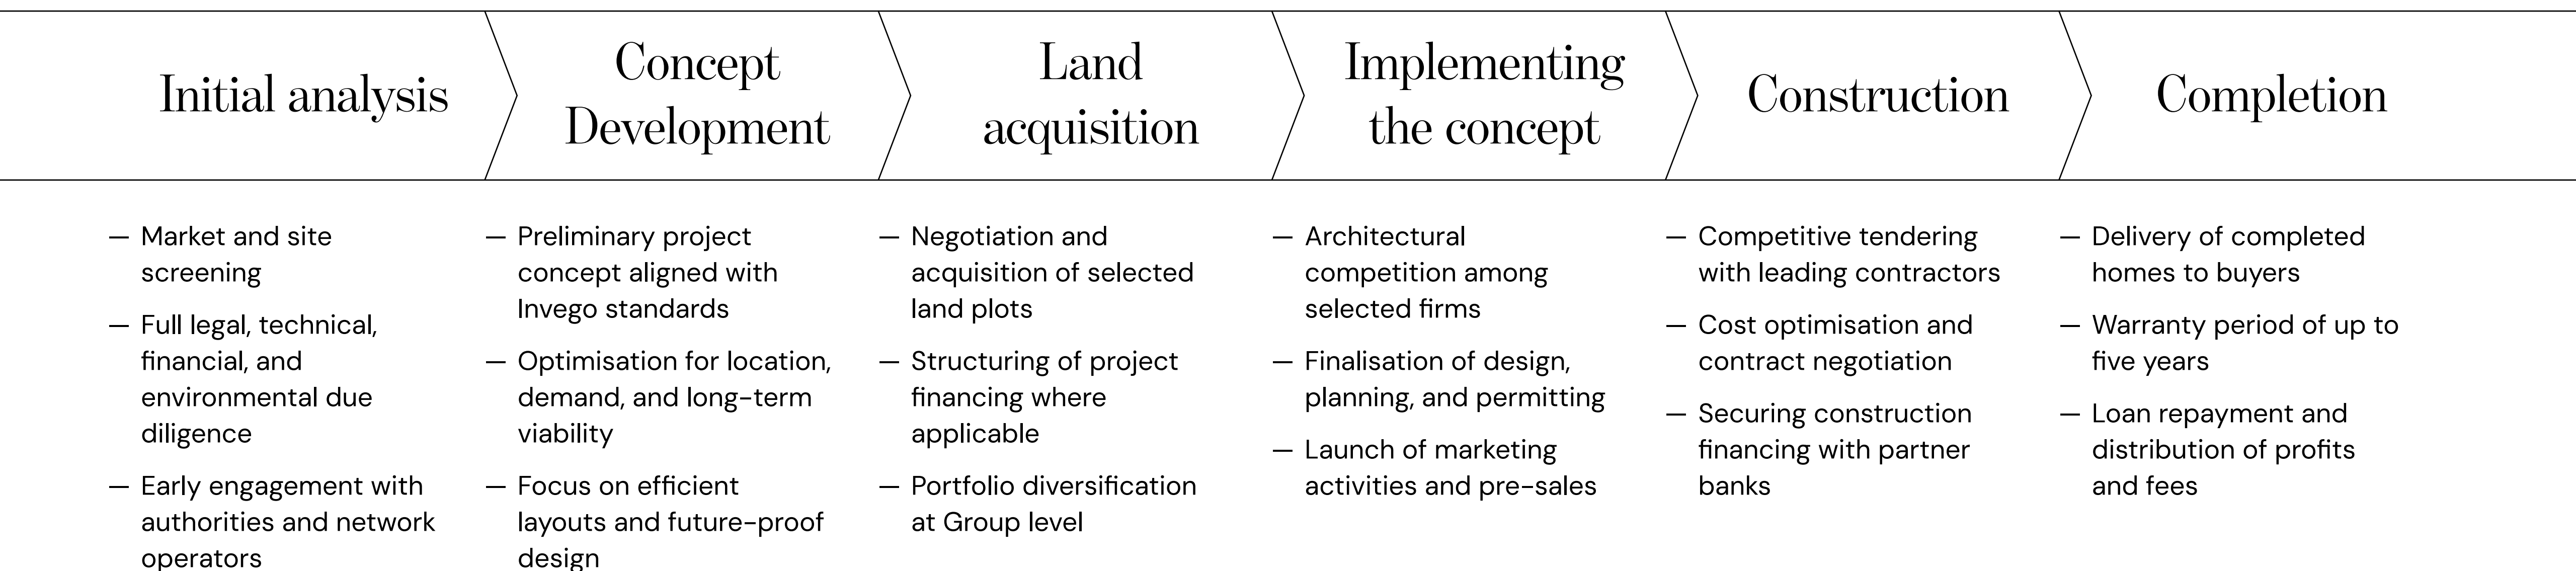 Initial analysis
Concept
Development
Land
acquisition
Implementing
the concept
Construction
Completion
— Market and site
screening
— Full legal, technical,
financial, and
environmental due
diligence
— Early engagement with
authorities and network
operators
— Preliminary project
concept aligned with
Invego standards
— Optimisation for location,
demand, and long-term
viability
— Focus on efficient
layouts and future-proof
design
— Negotiation and
acquisition of selected
land plots
— Structuring of project
financing where
applicable
— Portfolio diversification
at Group level
— Architectural
competition among
selected firms
— Finalisation of design,
planning, and permitting
— Launch of marketing
activities and pre-sales
— Competitive tendering
with leading contractors
— Cost optimisation and
contract negotiation
— Securing construction
financing with partner
banks
— Delivery of completed
homes to buyers
— Warranty period of up to
five years
— Loan repayment and
distribution of profits
and fees